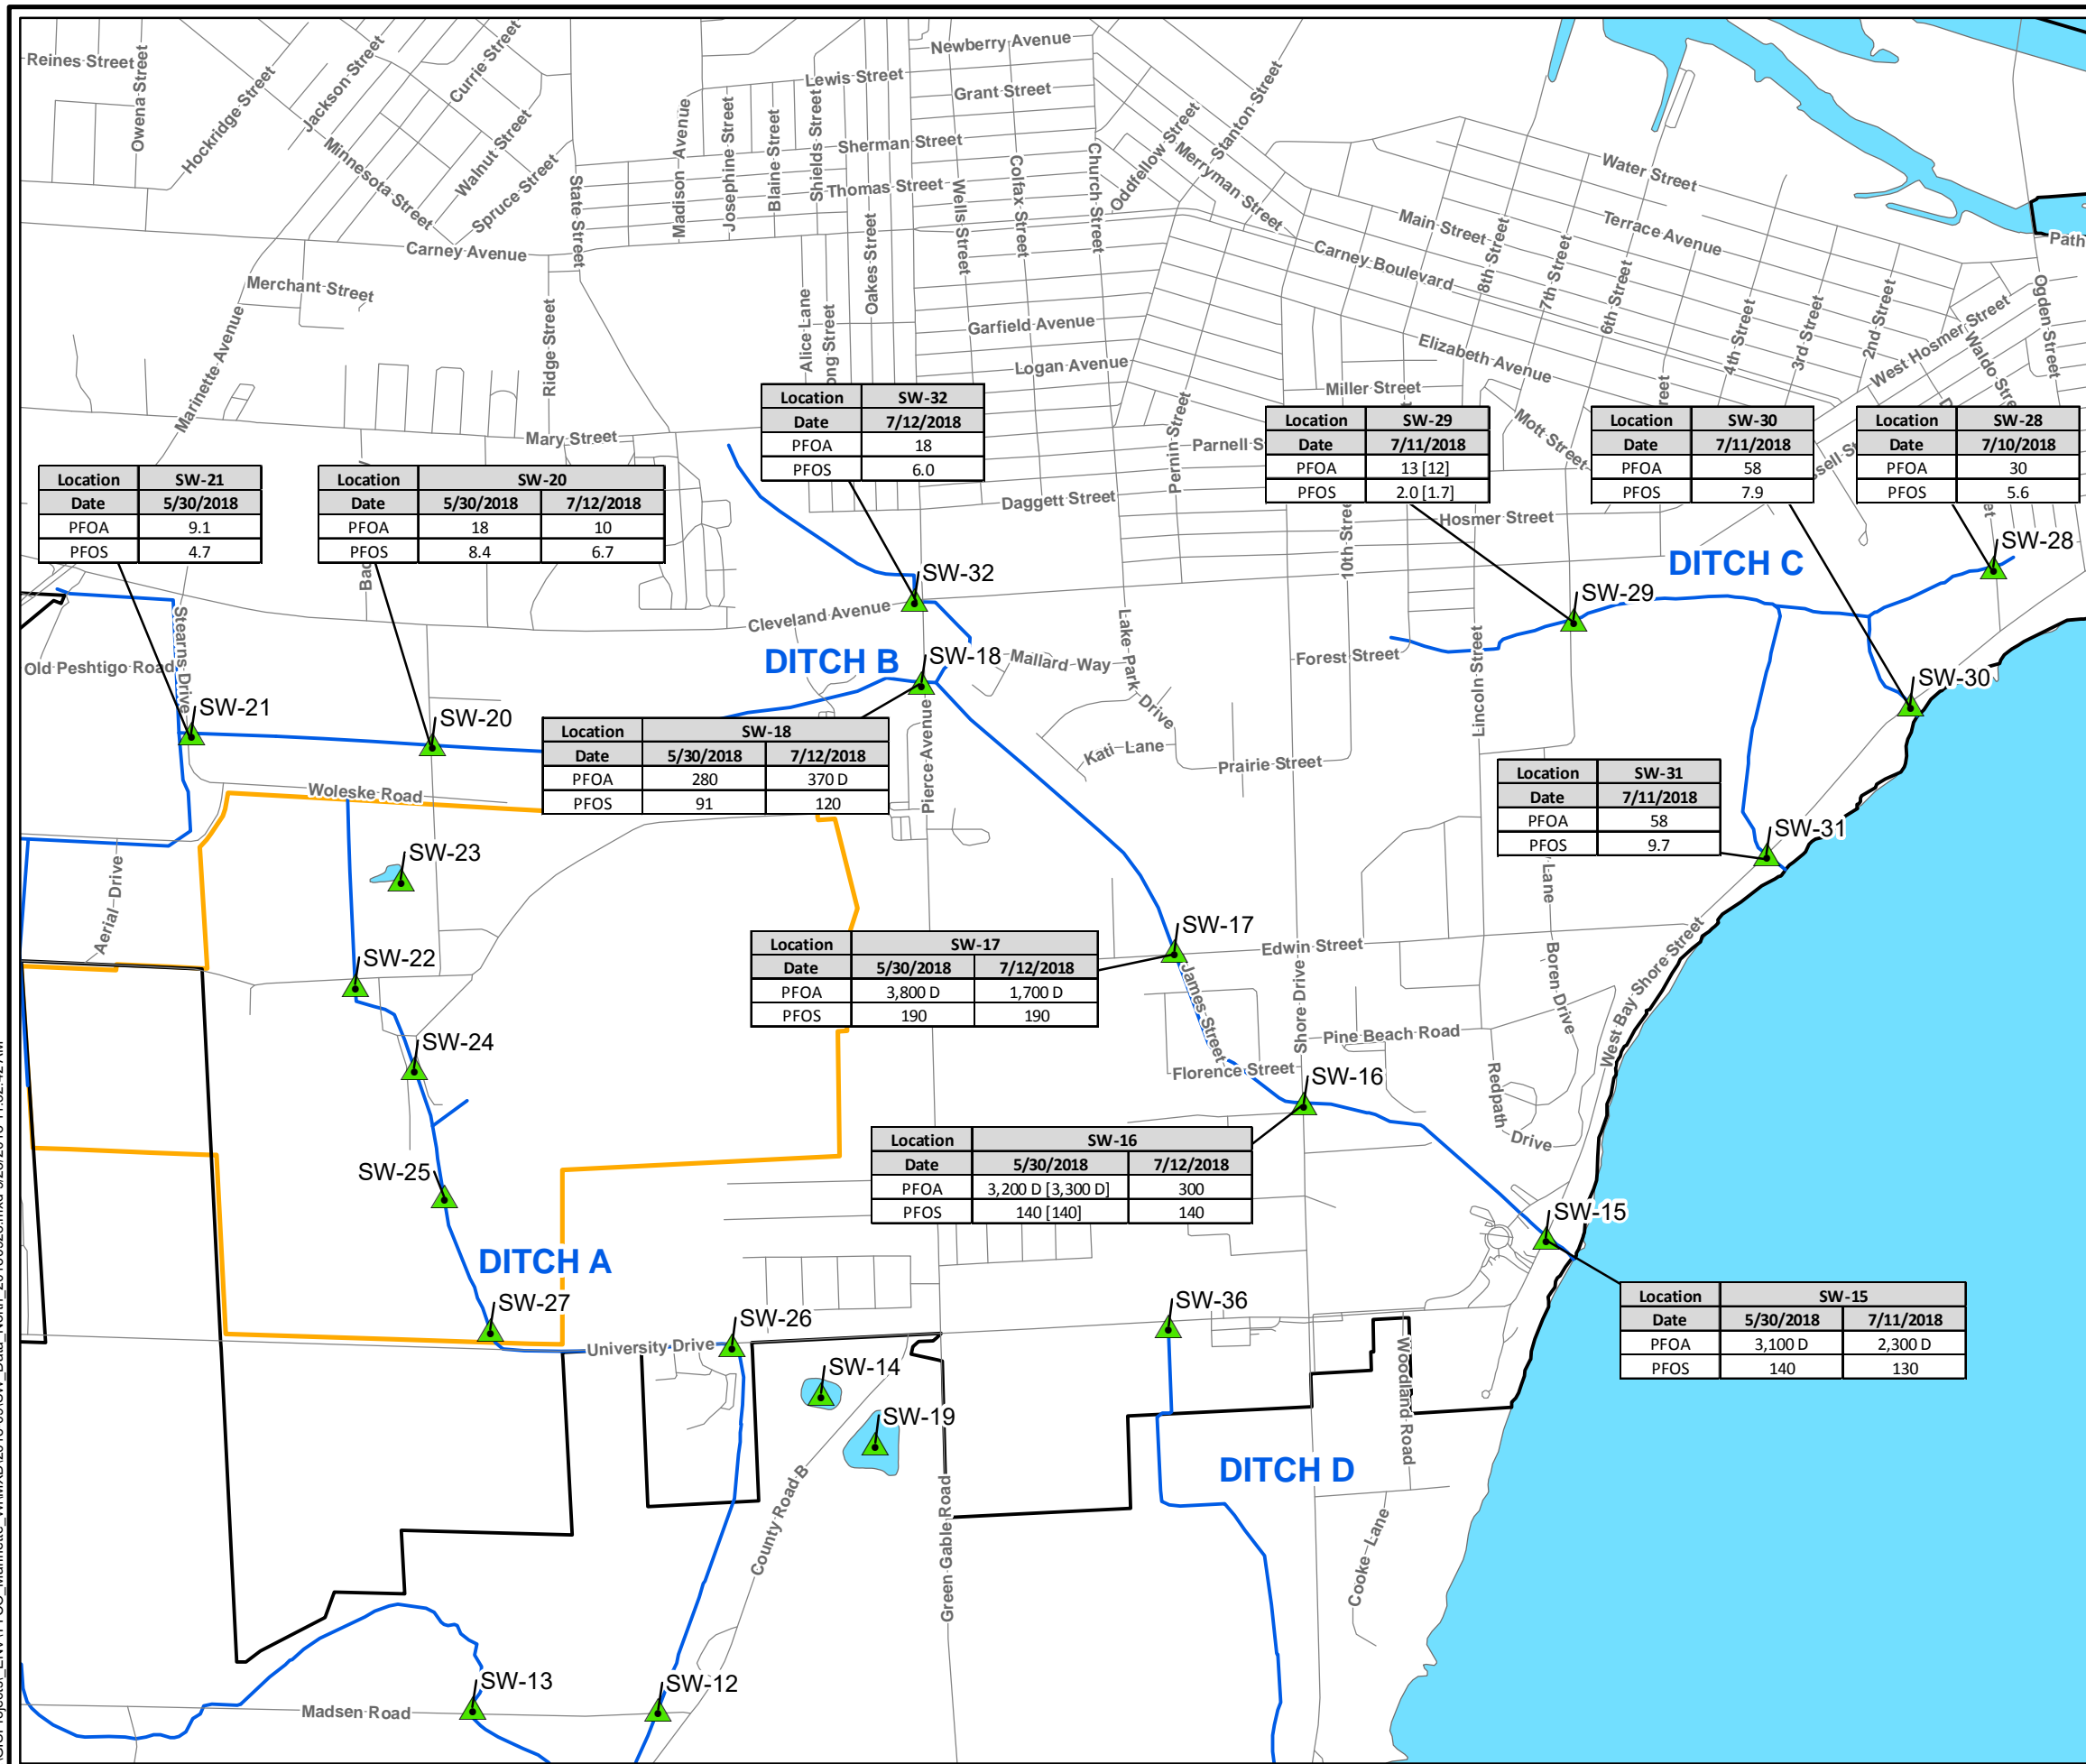 Reines Street
Owena Street
Hockridge Street
Jackson Street
Currie Street
Minnesota Street
Walnut Street
Spruce Street
State Street
Madison Avenue
Josephine Street
Blaine Street
Shields Street
Lewis Street
Newberry Avenue
Grant Street
Sherman Street
Thomas Street
Oakes Street
Wells Street
Colfax Street
Church Street
Oddfellow Street
Stanton Street
Merryman Street
Water Street
Main Street
Terrace Avenue
Carney Boulevard
8th Street
7th Street
6th Street
4th Street
3rd Street
2nd Street
Ogden Street
Path
West Hosmer Street
Carney Avenue
Merchant Street
Marinette Avenue
Ridge Street
Alice Lane
ong Street
Garfield Avenue
Logan Avenue
Elizabeth Avenue
Miller Street
Mott Street
Mary Street
Pernin Street
Parnell S
Daggett Street
Hosmer Street
10th Stree
Location SW-32
Date 7/12/2018
PFOA 18
PFOS 6.0
Location SW-29
Date 7/11/2018
PFOA 13 [12]
PFOS 2.0 [1.7]
Location SW-30
Date 7/11/2018
PFOA 58
PFOS 7.9
Location SW-28
Date 7/10/2018
PFOA 30
PFOS 5.6
Location SW-21
Date 5/30/2018
PFOA 9.1
PFOS 4.7
Location SW-20
Date 5/30/2018 7/12/2018
PFOA 18 10
PFOS 8.4 6.7
DITCH C
SW-28
SW-32
SW-29
Cleveland Avenue
Stearns Drive
Old Peshtigo Road
DITCH B
SW-18
Mallard Way
Lake Park Drive
Forest Street
Lincoln Street
SW-30
SW-21
SW-20
Location SW-18
Date 5/30/2018 7/12/2018
PFOA 280 370 D
PFOS 91 120
Pierce Avenue
Kati Lane
Prairie Street
Woleske Road
Location SW-31
Date 7/11/2018
PFOA 58
PFOS 9.7
SW-31
SW-23
Aerial Drive
Lane
SW-22
SW-17
Edwin Street
Location SW-17
Date 5/30/2018 7/12/2018
PFOA 3,800 D 1,700 D
PFOS 190 190
James Street
Shore Drive
Boren Drive
West Bay Shore Street
Pine Beach Road
SW-24
Florence Street
SW-16
Redpath Drive
Location SW-16
Date 5/30/2018 7/12/2018
PFOA 3,200 D [3,300 D] 300
PFOS 140 [140] 140
SW-25
SW-15
DITCH A
SW-27
SW-26
SW-36
University Drive
Location SW-15
Date 5/30/2018 7/11/2018
PFOA 3,100 D 2,300 D
PFOS 140 130
SW-14
SW-19
Woodland Road
DITCH D
County Road B
Green Gable Road
Cooke Lane
SW-13
SW-12
Madsen Road